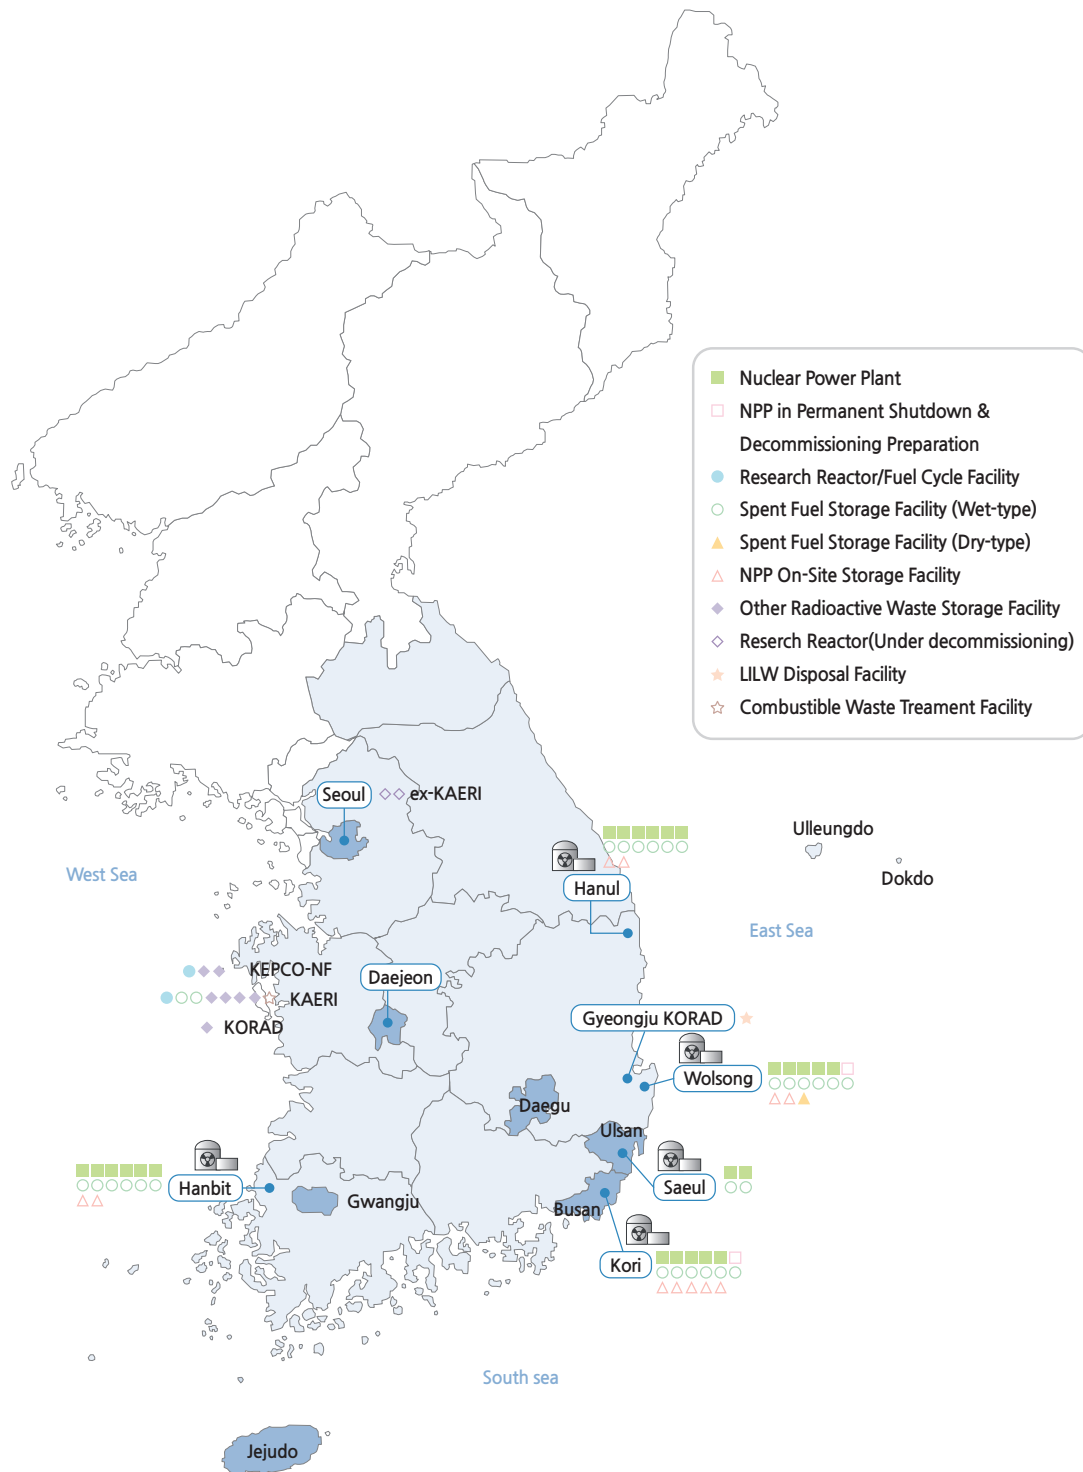 Nuclear Power Plant
NPP in Permanent Shutdown &
Decommissioning Preparation
Research Reactor/Fuel Cycle Facility
Spent Fuel Storage Facility (Wet-type)
Spent Fuel Storage Facility (Dry-type)
NPP On-Site Storage Facility
Other Radioactive Waste Storage Facility
Reserch Reactor(Under decommissioning)
LILW Disposal Facility
Combustible Waste Treament Facility
Seoul
ex-KAERI
Ulleungdo
Dokdo
West Sea
Hanul
East Sea
KEPCO-NF
Daejeon
KAERI
Gyeongju KORAD
KORAD
Wolsong
Daegu
Ulsan
Hanbit
Saeul
Gwangju
Busan
Kori
South sea
Jejudo